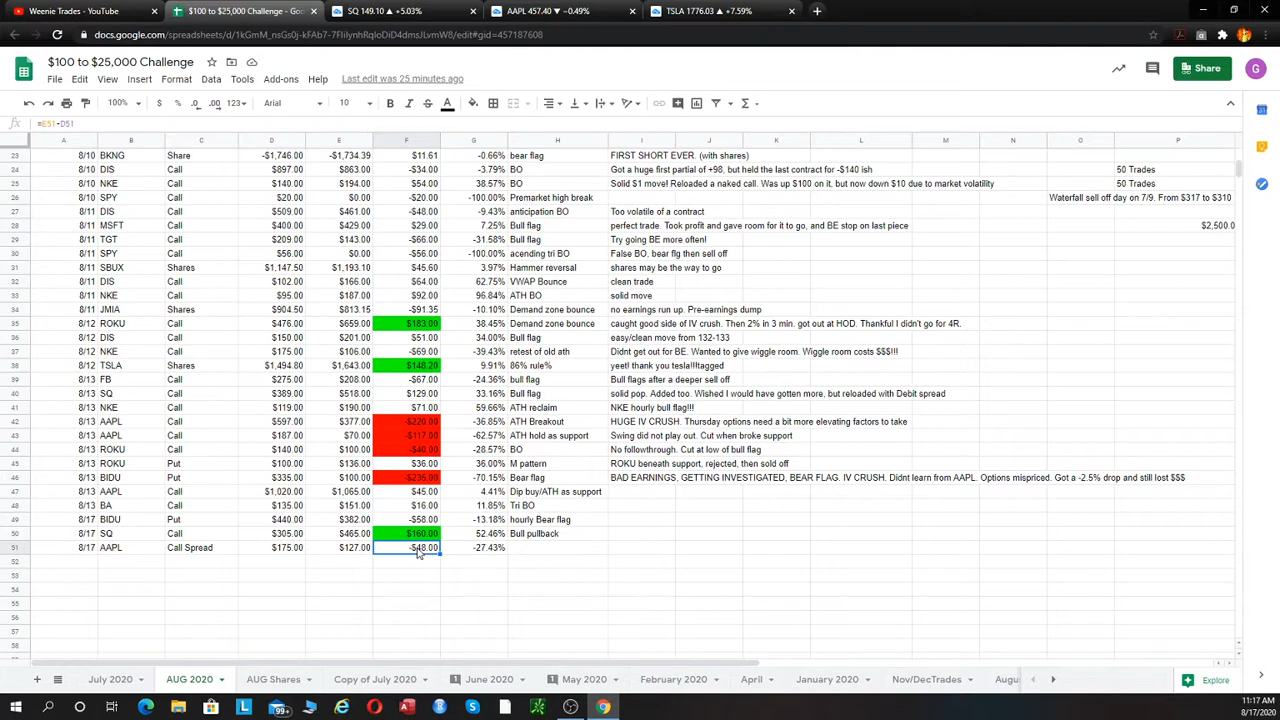 Weenie Trades - YouTube
$100 to $25,000 Challenge - Goo
SQ 149.10 ▲ +5.03%
AAPL 457.40 ▼ −0.49%
TSLA 1776.03 ▲ +7.59%
$100 to $25,000 Challenge
File Edit View Insert Format Data Tools Add-ons Help Last edit was 25 minutes ago
Share
G
100% $ % .0 .00 123 Arial 10
fx =E51-D51
A B C D E F G H I J K L M N O P
23 8/10 BKNG Share -$1,746.00 -$1,734.39 $11.61 -0.66% bear flag FIRST SHORT EVER. (with shares)
24 8/10 DIS Call $897.00 $863.00 -$34.00 -3.79% BO Got a huge first partial of +98, but held the last contract for -$140 ish 50 Trades
25 8/10 NKE Call $140.00 $194.00 $54.00 38.57% BO Solid $1 move! Reloaded a naked call. Was up $100 on it, but now down $10 due to market volatility 50 Trades
26 8/10 SPY Call $20.00 $0.00 -$20.00 -100.00% Premarket high break Waterfall sell off day on 7/9. From $317 to $310
27 8/11 DIS Call $509.00 $461.00 -$48.00 -9.43% anticipation BO Too volatile of a contract
28 8/11 MSFT Call $400.00 $429.00 $29.00 7.25% Bull flag perfect trade. Took profit and gave room for it to go, and BE stop on last piece $2,500.0
29 8/11 TGT Call $209.00 $143.00 -$66.00 -31.58% Bull flag Try going BE more often!
30 8/11 SPY Call $56.00 $0.00 -$56.00 -100.00% acending tri BO False BO, bear flg then sell off
31 8/11 SBUX Shares $1,147.50 $1,193.10 $45.60 3.97% Hammer reversal shares may be the way to go
32 8/11 DIS Call $102.00 $166.00 $64.00 62.75% VWAP Bounce clean trade
33 8/11 NKE Call $95.00 $187.00 $92.00 96.84% ATH BO solid move
34 8/11 JMIA Shares $904.50 $813.15 -$91.35 -10.10% Demand zone bounce no earnings run up. Pre-earnings dump
35 8/12 ROKU Call $476.00 $659.00 $183.00 38.45% Demand zone bounce caught good side of IV crush. Then 2% in 3 min. got out at HOD. Thankful I didn't go for 4R.
36 8/12 DIS Call $150.00 $201.00 $51.00 34.00% Bull flag easy/clean move from 132-133
37 8/12 NKE Call $175.00 $106.00 -$69.00 -39.43% retest of old ath Didnt get out for BE. Wanted to give wiggle room. Wiggle room costs $$$!!!
38 8/12 TSLA Shares $1,494.80 $1,643.00 $148.20 9.91% 86% rule% yeet! thank you tesla!!!tagged
39 8/13 FB Call $275.00 $208.00 -$67.00 -24.36% bull flag Bull flags after a deeper sell off
40 8/13 SQ Call $389.00 $518.00 $129.00 33.16% Bull flag solid pop. Added too. Wished I would have gotten more, but reloaded with Debit spread
41 8/13 NKE Call $119.00 $190.00 $71.00 59.66% ATH reclaim NKE hourly bull flag!!!
42 8/13 AAPL Call $597.00 $377.00 -$220.00 -36.85% ATH Breakout HUGE IV CRUSH. Thursday options need a bit more elevating factors to take
43 8/13 AAPL Call $187.00 $70.00 -$117.00 -62.57% ATH hold as support Swing did not play out. Cut when broke support
44 8/13 ROKU Call $140.00 $100.00 -$40.00 -28.57% BO No followthrough. Cut at low of bull flag
45 8/13 ROKU Put $100.00 $136.00 $36.00 36.00% M pattern ROKU beneath support, rejected, then sold off
46 8/13 BIDU Put $335.00 $100.00 -$235.00 -70.15% Bear flag BAD EARNINGS, GETTING INVESTIGATED, BEAR FLAG. IV CRUSH. Didnt learn from AAPL. Options mispriced. Got a -2.5% drop and still lost $$$
47 8/13 AAPL Call $1,020.00 $1,065.00 $45.00 4.41% Dip buy/ATH as support
48 8/13 BA Call $135.00 $151.00 $16.00 11.85% Tri BO
49 8/17 BIDU Put $440.00 $382.00 -$58.00 -13.18% hourly Bear flag
50 8/17 SQ Call $305.00 $465.00 $160.00 52.46% Bull pullback
51 8/17 AAPL Call Spread $175.00 $127.00 -$48.00 -27.43%
52
53
54
55
56
57
58
July 2020 AUG 2020 AUG Shares Copy of July 2020 1 June 2020 1 May 2020 February 2020 April January 2020 Nov/DecTrades Augu Explore
99+
11:17 AM
8/17/2020